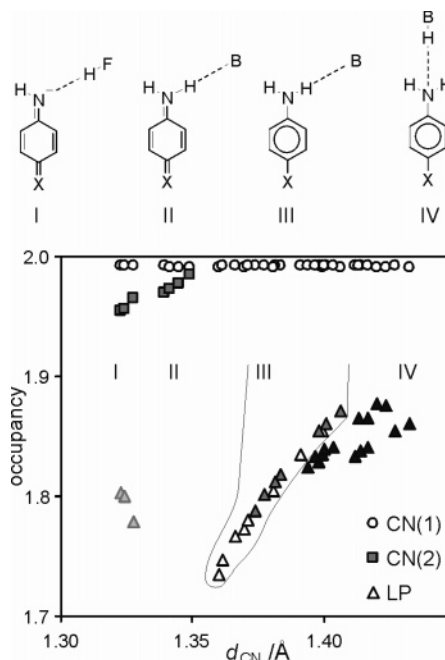 B
H
F
H
H N
H N H B
H N H B
H N H
X
X
X
X
I II III IV
2.0
1.9
1.8
1.7
occupancy
I II III IV
CN(1)
CN(2)
LP
1.30 1.35 1.40
d_CN /Å